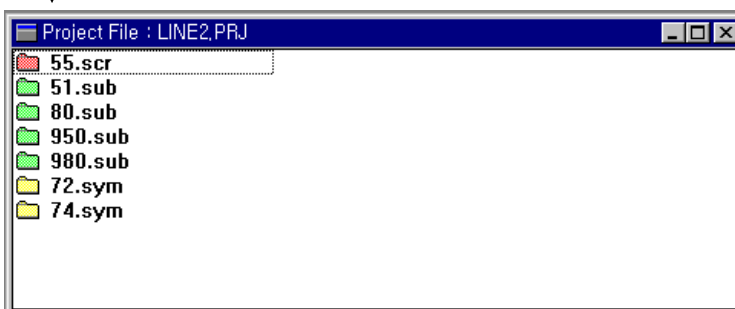 Project File : LINE2,PRJ
55.scr
51.sub
80.sub
950.sub
980.sub
72.sym
74.sym